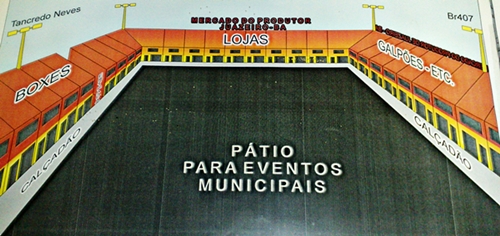 Tancredo Neves
MERCADO DO PRODUTOR
JUAZEIRO-BA
Br407
LOJAS
GALPÕES - ETC.
BOXES
CALÇADÃO
CALÇADÃO
PÁTIO
PARA EVENTOS
MUNICIPAIS